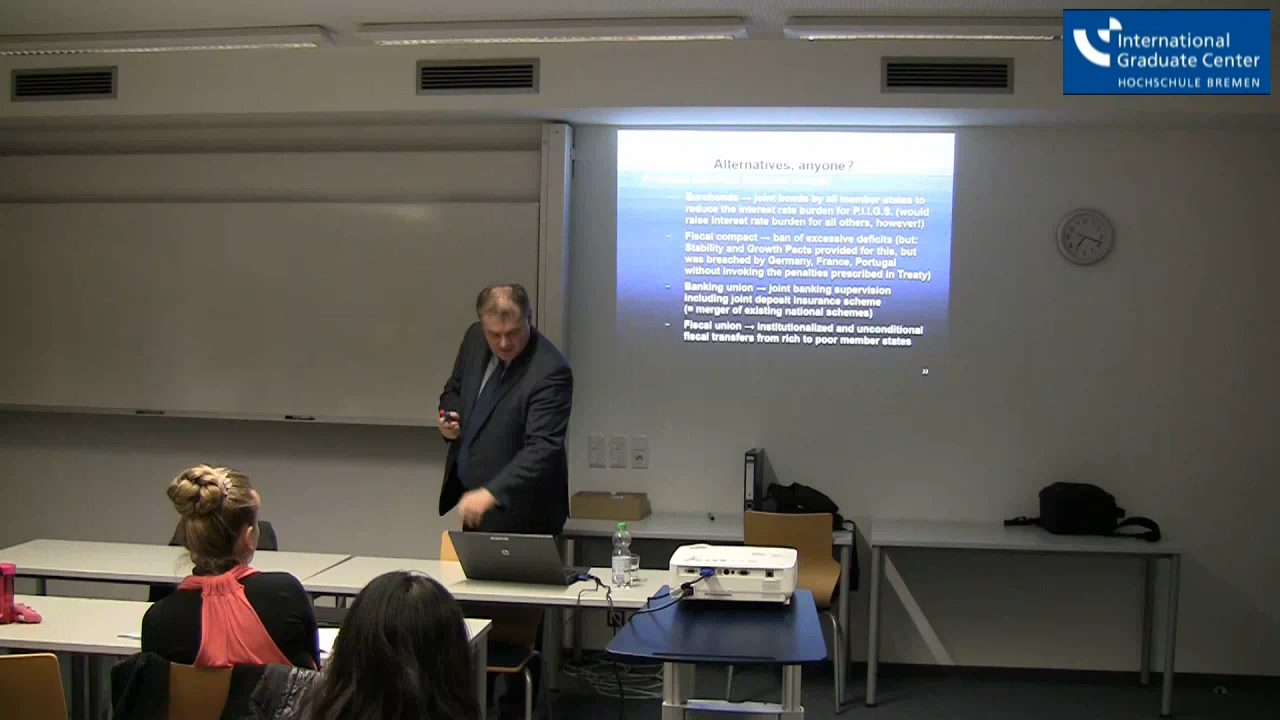 International
Graduate Center
HOCHSCHULE BREMEN
Alternatives, anyone?
Eurobonds → joint bonds by all member states to
reduce the interest rate burden for P.I.I.G.S. (would
raise interest rate burden for all others, however!)
– Fiscal compact → ban of excessive deficits (but:
Stability and Growth Pacts provided for this, but
was breached by Germany, France, Portugal
without invoking the penalties prescribed in Treaty)
– Banking union → joint banking supervision
including joint deposit insurance scheme
(= merger of existing national schemes)
– Fiscal union → institutionalized and unconditional
fiscal transfers from rich to poor member states